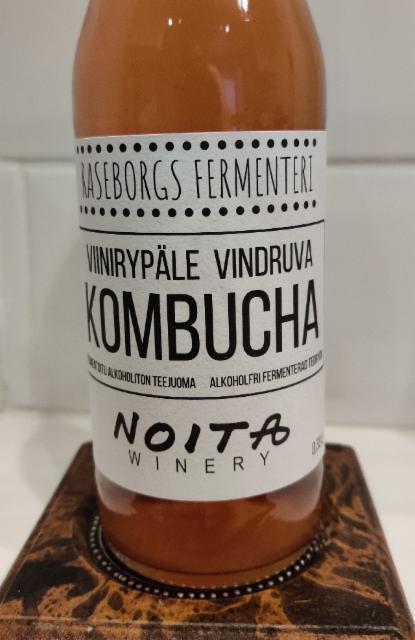 RASEBORGS FERMENTERI
VIINIRYPÄLE VINDRUVA
KOMBUCHA
ALKOHOLITON TEEJUOMA ALKOHOLFRI FERMENTERAD
NOITA
WINERY